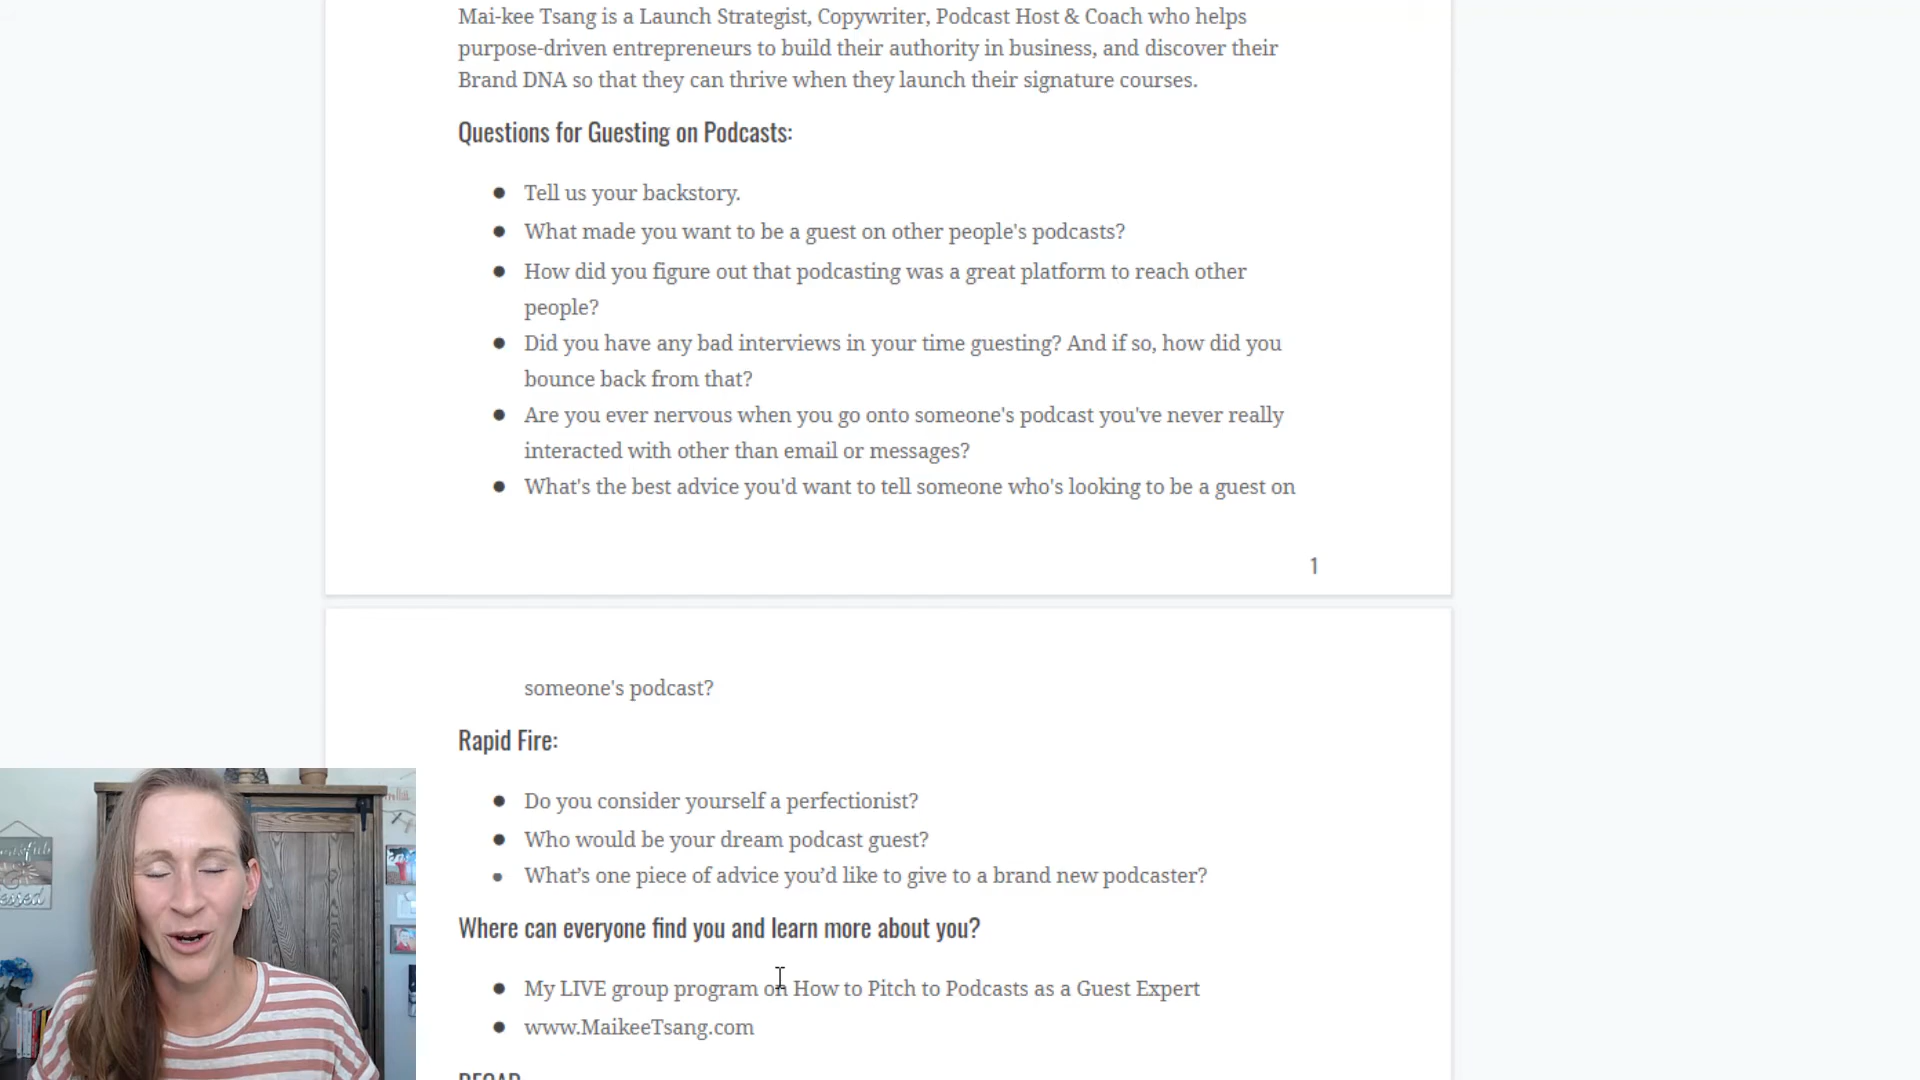 Mai-kee Tsang is a Launch Strategist, Copywriter, Podcast Host & Coach who helps
purpose-driven entrepreneurs to build their authority in business, and discover their
Brand DNA so that they can thrive when they launch their signature courses.
Questions for Guesting on Podcasts:
● Tell us your backstory.
● What made you want to be a guest on other people's podcasts?
● How did you figure out that podcasting was a great platform to reach other
people?
● Did you have any bad interviews in your time guesting? And if so, how did you
bounce back from that?
● Are you ever nervous when you go onto someone's podcast you've never really
interacted with other than email or messages?
● What's the best advice you'd want to tell someone who's looking to be a guest on
1
someone's podcast?
Rapid Fire:
● Do you consider yourself a perfectionist?
● Who would be your dream podcast guest?
● What’s one piece of advice you’d like to give to a brand new podcaster?
Where can everyone find you and learn more about you?
● My LIVE group program on How to Pitch to Podcasts as a Guest Expert
● www.MaikeeTsang.com
RECAP